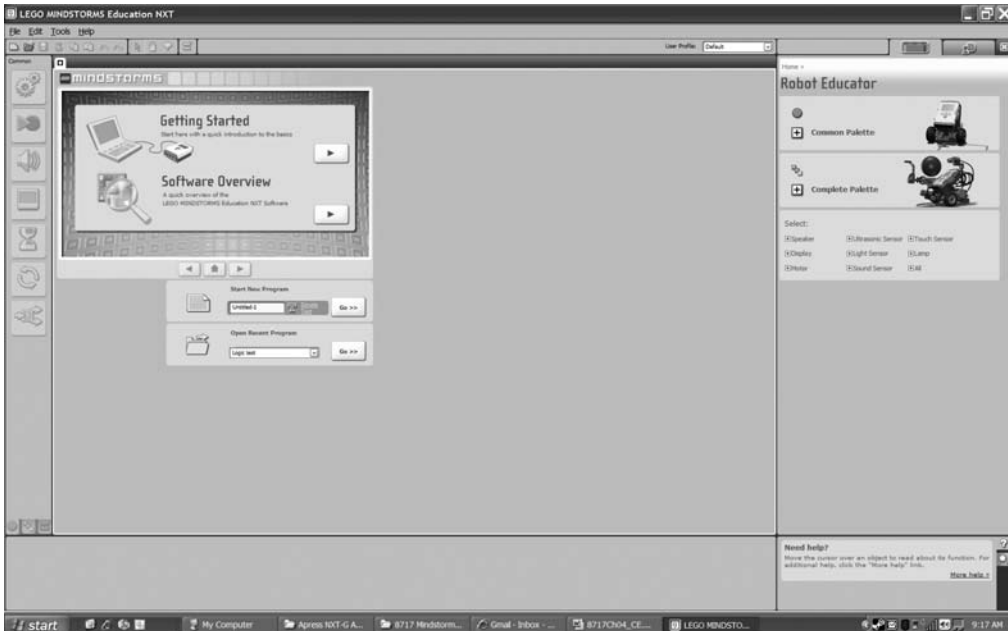 LEGO MINDSTORMS Education NXT
File Edit Tools Help
User Profile: Default
Common
mindstorms
Getting Started
Start here with a quick introduction to the basics
Software Overview
A quick overview of the
LEGO MINDSTORMS Education NXT Software
Start New Program
Untitled-1
Go >>
Open Recent Program
Logic test
Go >>
Home >
Robot Educator
Common Palette
Complete Palette
Select:
Speaker Ultrasonic Sensor Touch Sensor
Display Light Sensor Lamp
Motor Sound Sensor All
Need help?
Move the cursor over an object to read about its function. For
additional help, click the "More help" link.
More help »
start My Computer Apress NXT-G A... 8717 Mindstorm... Gmail - Inbox - ... 8717Ch04_CE.... LEGO MINDSTO... 9:17 AM